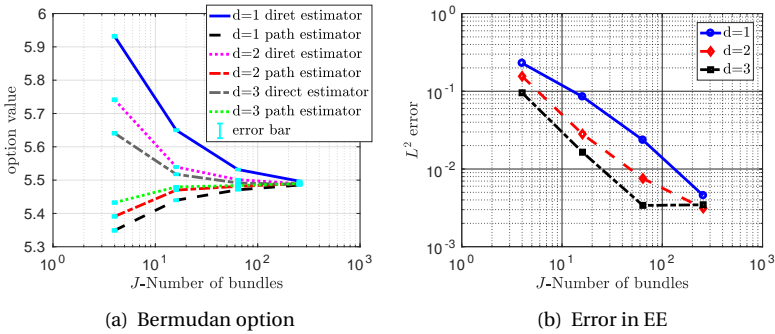 6
5.9
5.8
5.7
5.6
5.5
5.4
5.3
option value
10^0
10^1
10^2
10^3
J-Number of bundles
d=1 diret estimator
d=1 path estimator
d=2 diret estimator
d=2 path estimator
d=3 direct estimator
d=3 path estimator
error bar
(a) Bermudan option
10^0
10^-1
10^-2
10^-3
L^2 error
10^0
10^1
10^2
10^3
J-Number of bundles
d=1
d=2
d=3
(b) Error in EE